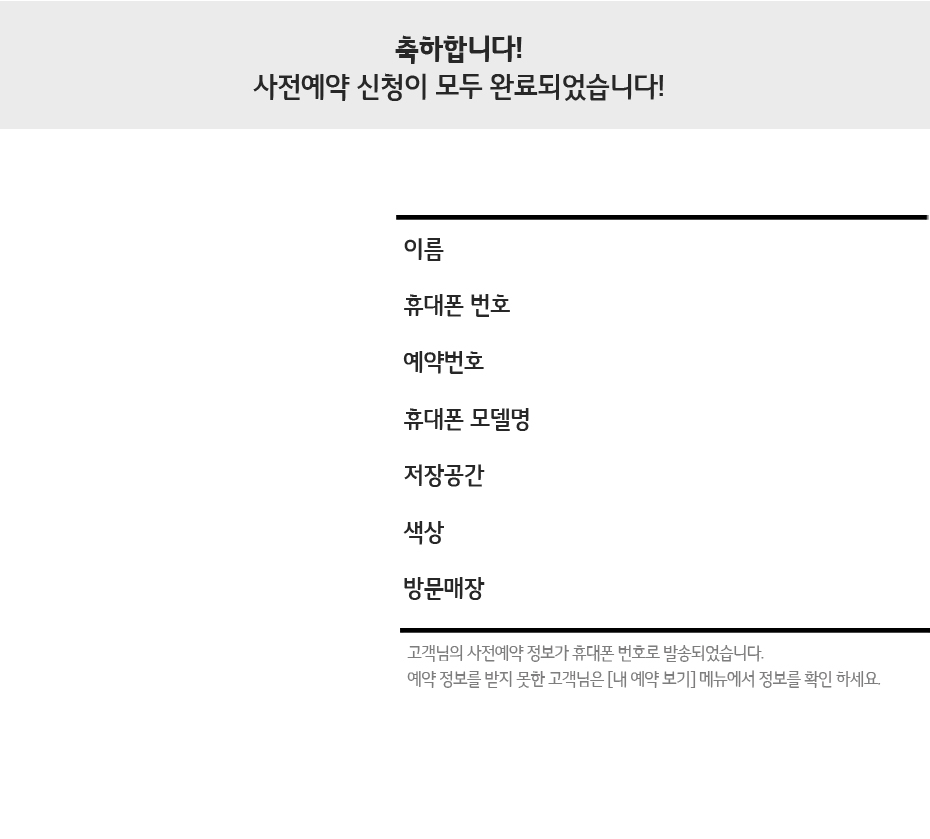 축하합니다!
사전예약 신청이 모두 완료되었습니다!
이름
휴대폰 번호
예약번호
휴대폰 모델명
저장공간
색상
방문매장
고객님의 사전예약 정보가 휴대폰 번호로 발송되었습니다.
예약 정보를 받지 못한 고객님은 [내 예약 보기] 메뉴에서 정보를 확인 하세요.